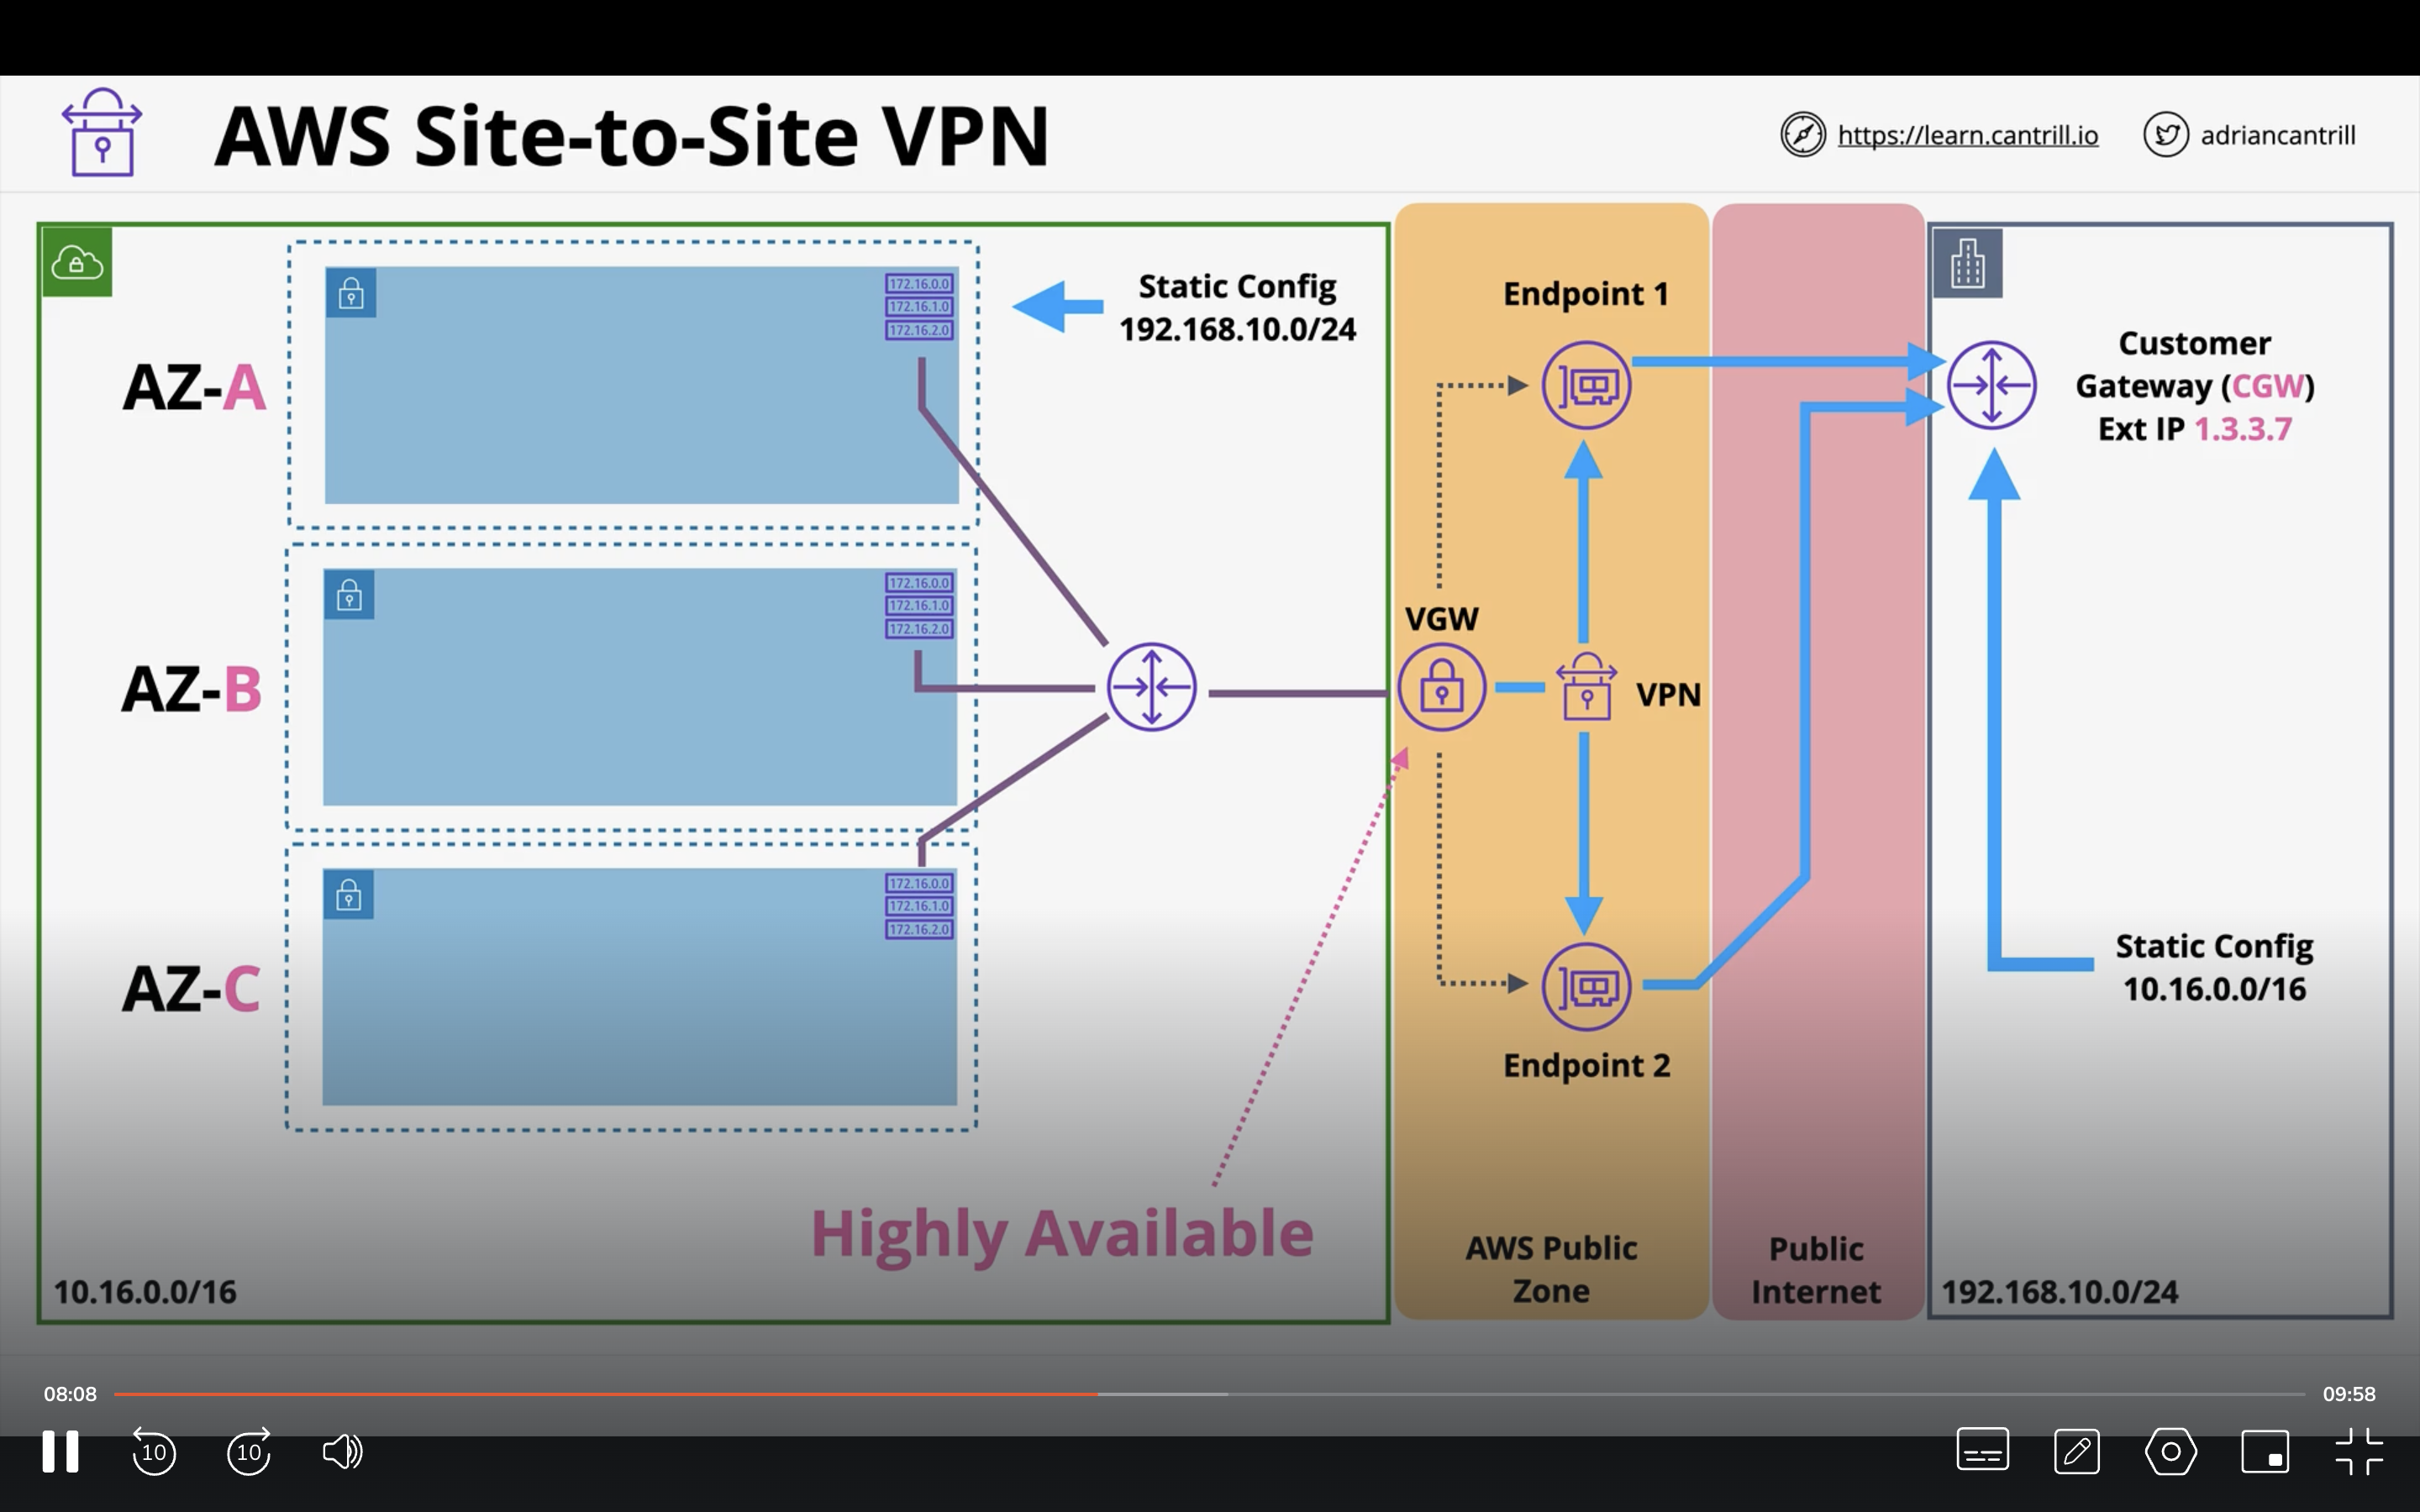 AWS Site-to-Site VPN
https://learn.cantrill.io
adriancantrill
AZ-A
172.16.0.0
172.16.1.0
172.16.2.0
Static Config
192.168.10.0/24
Endpoint 1
Customer
Gateway (CGW)
Ext IP 1.3.3.7
AZ-B
172.16.0.0
172.16.1.0
172.16.2.0
VGW
VPN
AZ-C
172.16.0.0
172.16.1.0
172.16.2.0
Static Config
10.16.0.0/16
Endpoint 2
Highly Available
AWS Public
Zone
Public
Internet
10.16.0.0/16
192.168.10.0/24
08:08
09:58
10
10